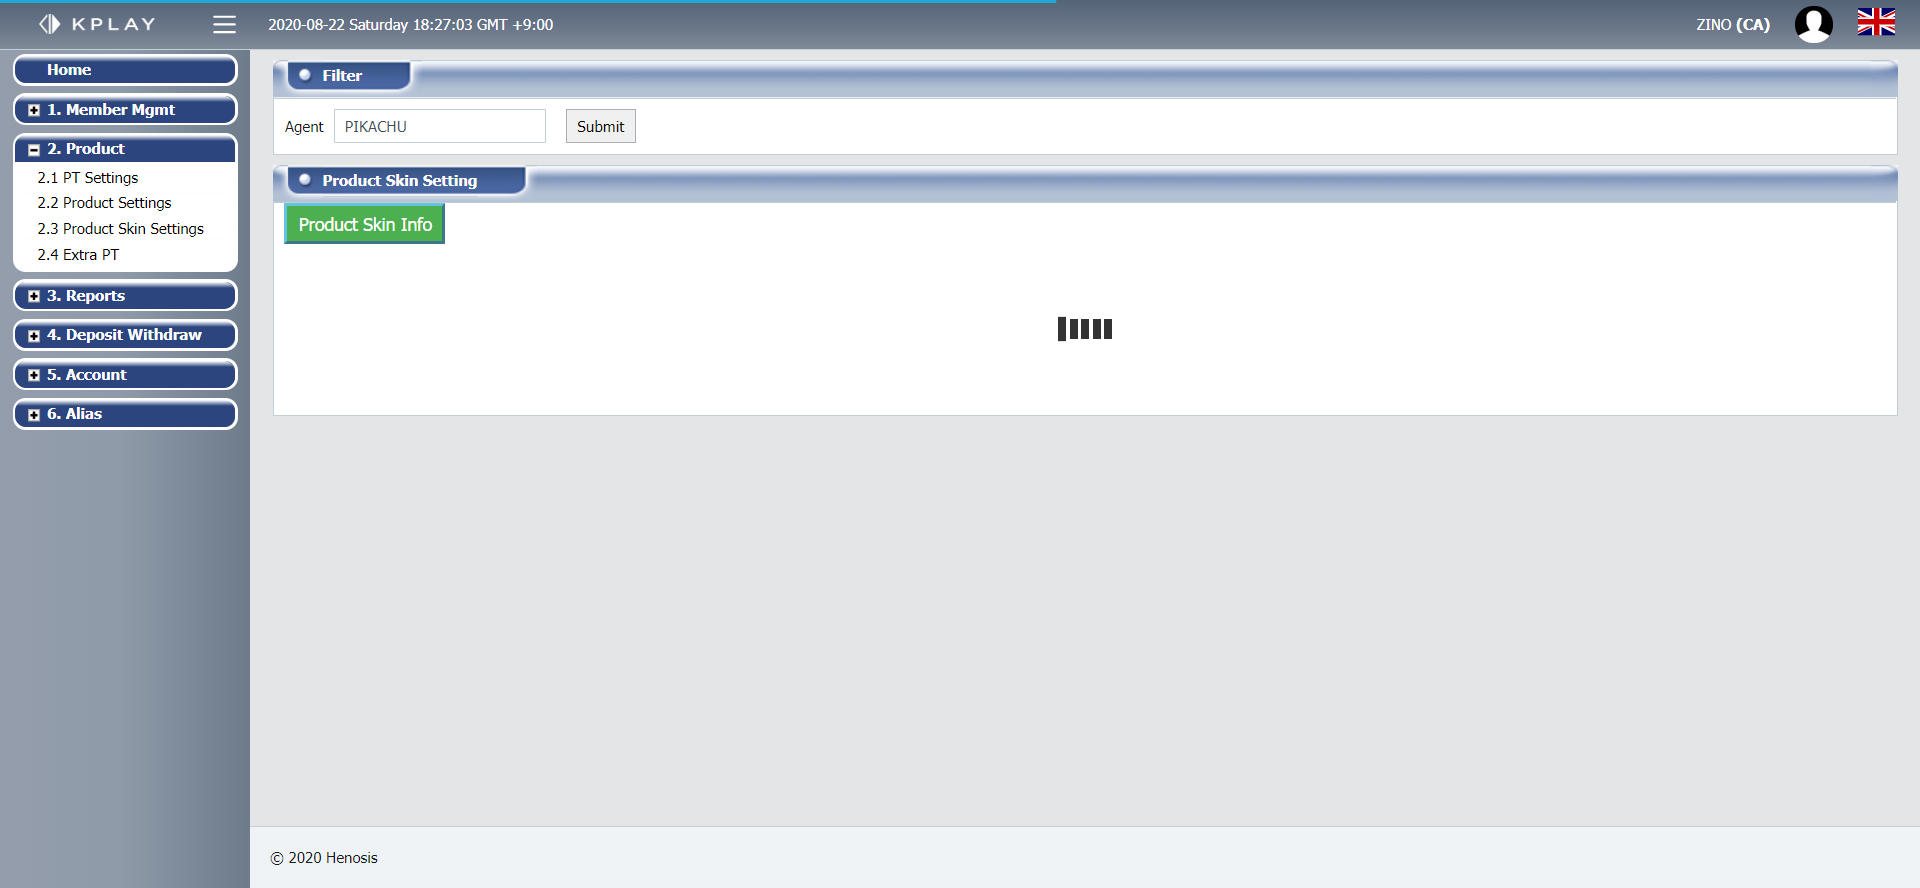 KPLAY
2020-08-22 Saturday 18:27:03 GMT +9:00
ZINO (CA)
Home
1. Member Mgmt
2. Product
2.1 PT Settings
2.2 Product Settings
2.3 Product Skin Settings
2.4 Extra PT
3. Reports
4. Deposit Withdraw
5. Account
6. Alias
Filter
Agent PIKACHU Submit
Product Skin Setting
Product Skin Info
© 2020 Henosis